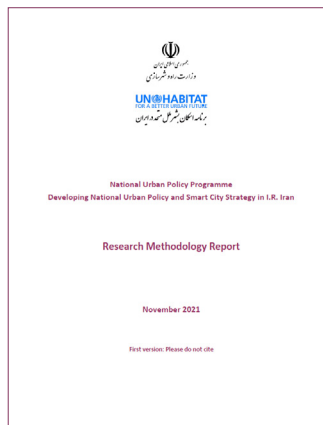 جمهوری اسلامی ایران
وزارت راه و شهرسازی
UN HABITAT
FOR A BETTER URBAN FUTURE
برنامه اسکان بشر ملل متحد در ایران
National Urban Policy Programme
Developing National Urban Policy and Smart City Strategy in I.R. Iran
Research Methodology Report
November 2021
First version: Please do not cite